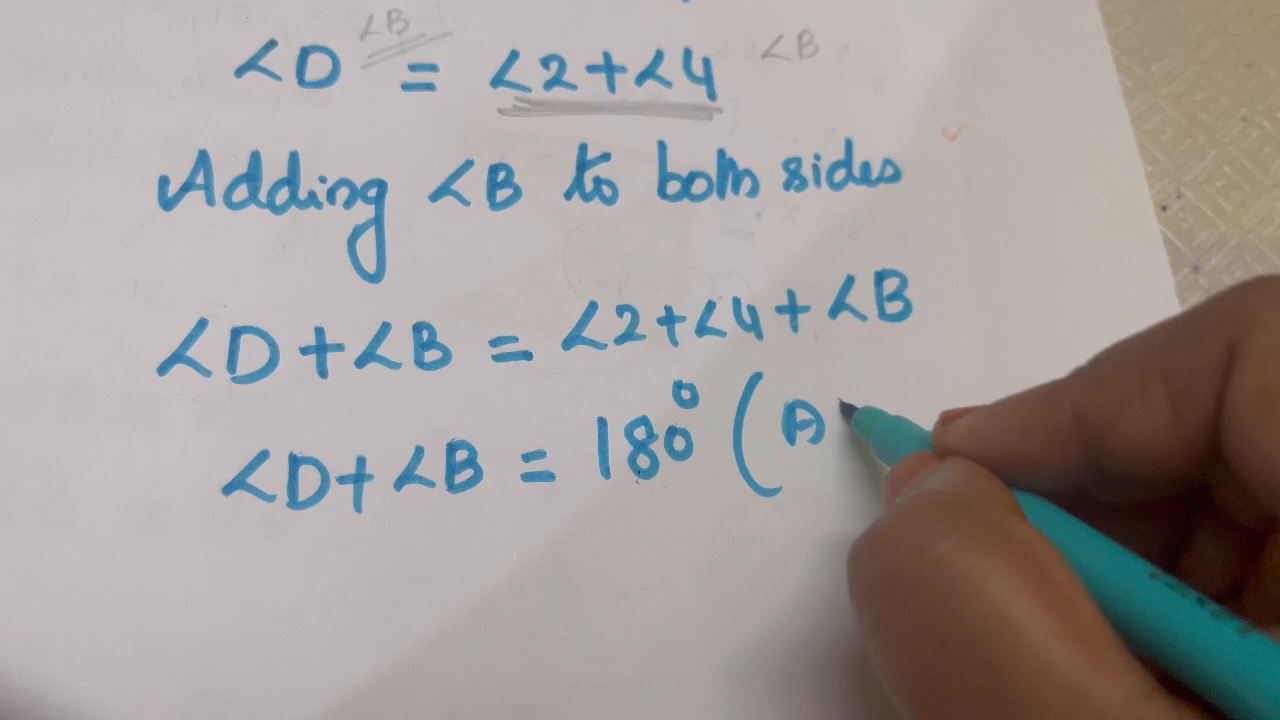 ∠B
∠D = ∠2+∠4 ∠B
Adding ∠B to both sides
∠D+∠B = ∠2+∠4+∠B
∠D+∠B = 180° (A